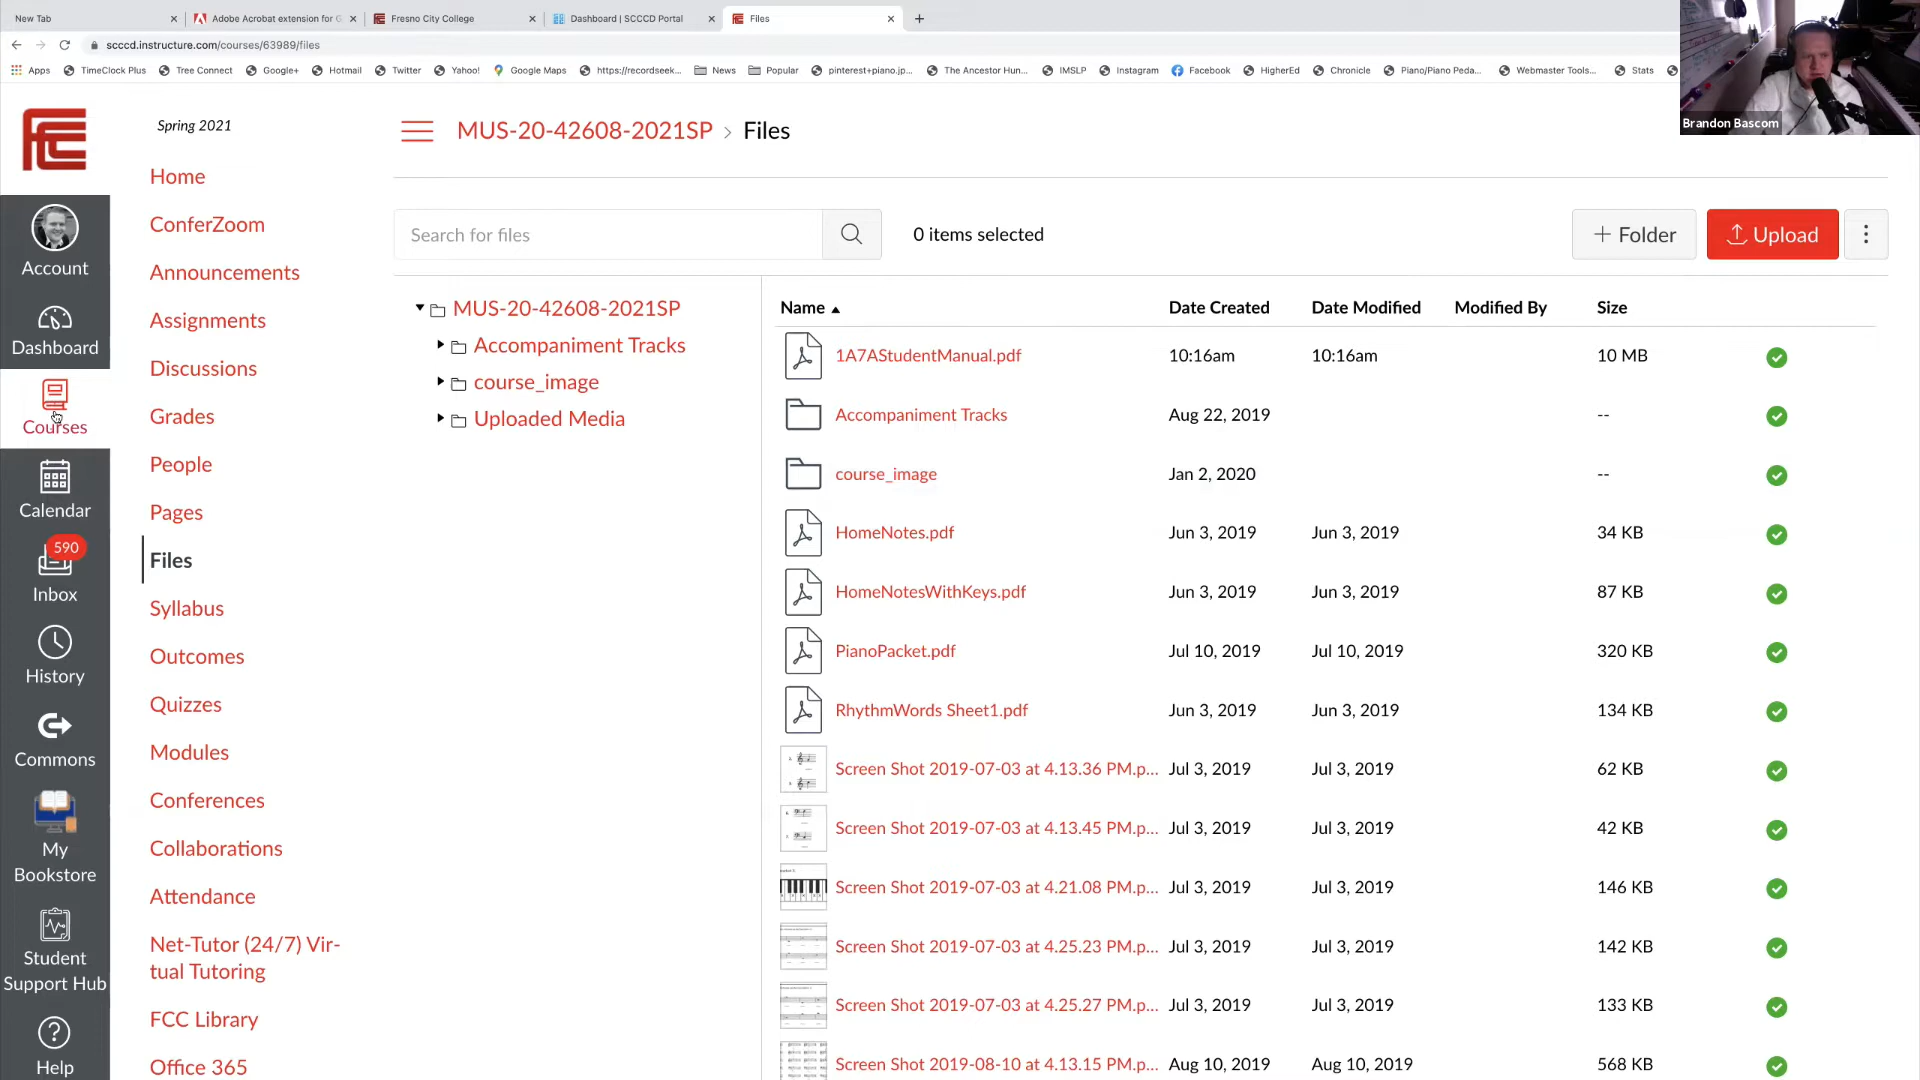 New Tab
Adobe Acrobat extension for G
Fresno City College
Dashboard | SCCCD Portal
Files
scccd.instructure.com/courses/63989/files
Apps
TimeClock Plus
Tree Connect
Google+
Hotmail
Twitter
Yahoo!
Google Maps
https://recordseek...
News
Popular
pinterest+piano.jp...
The Ancestor Hun...
IMSLP
Instagram
Facebook
HigherEd
Chronicle
Piano/Piano Peda...
Webmaster Tools...
Stats
Brandon Bascom
FCC
Account
Dashboard
Courses
Calendar
590
Inbox
History
Commons
My
Bookstore
Student
Support Hub
Help
Spring 2021
Home
ConferZoom
Announcements
Assignments
Discussions
Grades
People
Pages
Files
Syllabus
Outcomes
Quizzes
Modules
Conferences
Collaborations
Attendance
Net-Tutor (24/7) Vir-
tual Tutoring
FCC Library
Office 365
MUS-20-42608-2021SP › Files
Search for files
0 items selected
+ Folder
Upload
MUS-20-42608-2021SP
Accompaniment Tracks
course_image
Uploaded Media
Name Date Created Date Modified Modified By Size
1A7AStudentManual.pdf 10:16am 10:16am 10 MB
Accompaniment Tracks Aug 22, 2019 --
course_image Jan 2, 2020 --
HomeNotes.pdf Jun 3, 2019 Jun 3, 2019 34 KB
HomeNotesWithKeys.pdf Jun 3, 2019 Jun 3, 2019 87 KB
PianoPacket.pdf Jul 10, 2019 Jul 10, 2019 320 KB
RhythmWords Sheet1.pdf Jun 3, 2019 Jun 3, 2019 134 KB
Screen Shot 2019-07-03 at 4.13.36 PM.p... Jul 3, 2019 Jul 3, 2019 62 KB
Screen Shot 2019-07-03 at 4.13.45 PM.p... Jul 3, 2019 Jul 3, 2019 42 KB
Screen Shot 2019-07-03 at 4.21.08 PM.p... Jul 3, 2019 Jul 3, 2019 146 KB
Screen Shot 2019-07-03 at 4.25.23 PM.p... Jul 3, 2019 Jul 3, 2019 142 KB
Screen Shot 2019-07-03 at 4.25.27 PM.p... Jul 3, 2019 Jul 3, 2019 133 KB
Screen Shot 2019-08-10 at 4.13.15 PM.p... Aug 10, 2019 Aug 10, 2019 568 KB